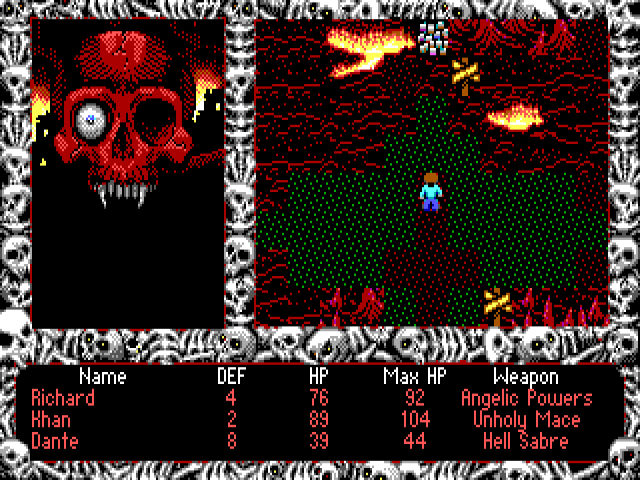 Name DEF HP Max HP Weapon
Richard 4 76 92 Angelic Powers
Khan 2 89 104 Unholy Mace
Dante 8 39 44 Hell Sabre